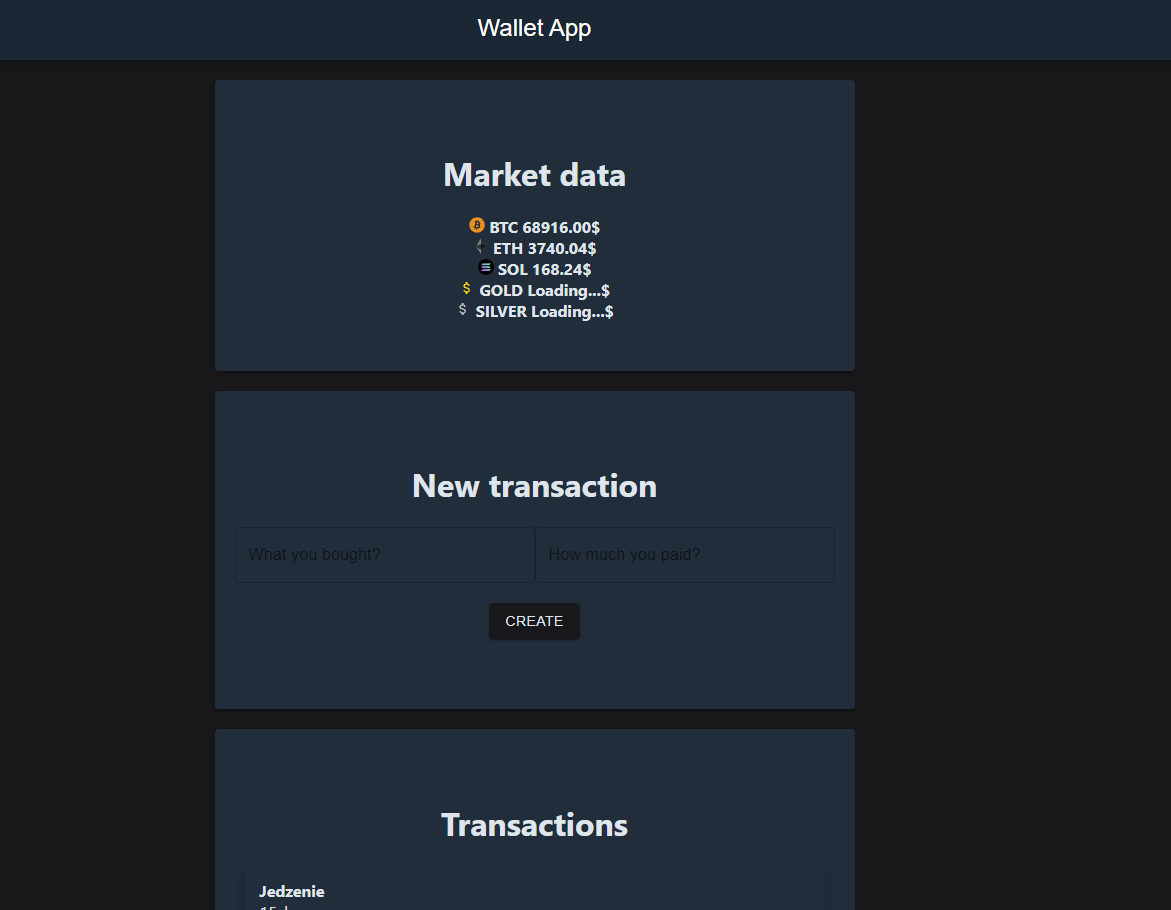 Wallet App
Market data
BTC 68916.00$
ETH 3740.04$
SOL 168.24$
$ GOLD Loading...$
$ SILVER Loading...$
New transaction
What you bought?
How much you paid?
CREATE
Transactions
Jedzenie